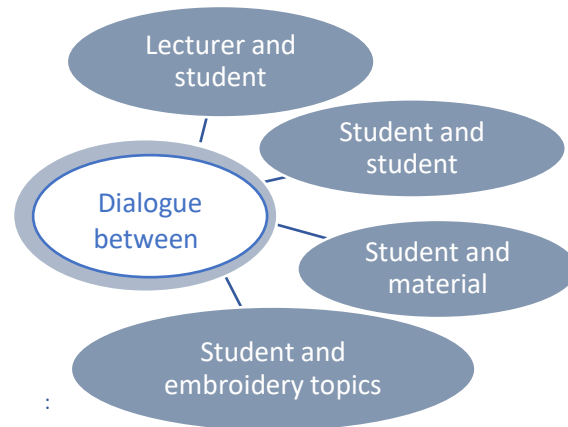 Lecturer and
student
Student and
student
Dialogue
between
Student and
material
Student and
embroidery topics
: